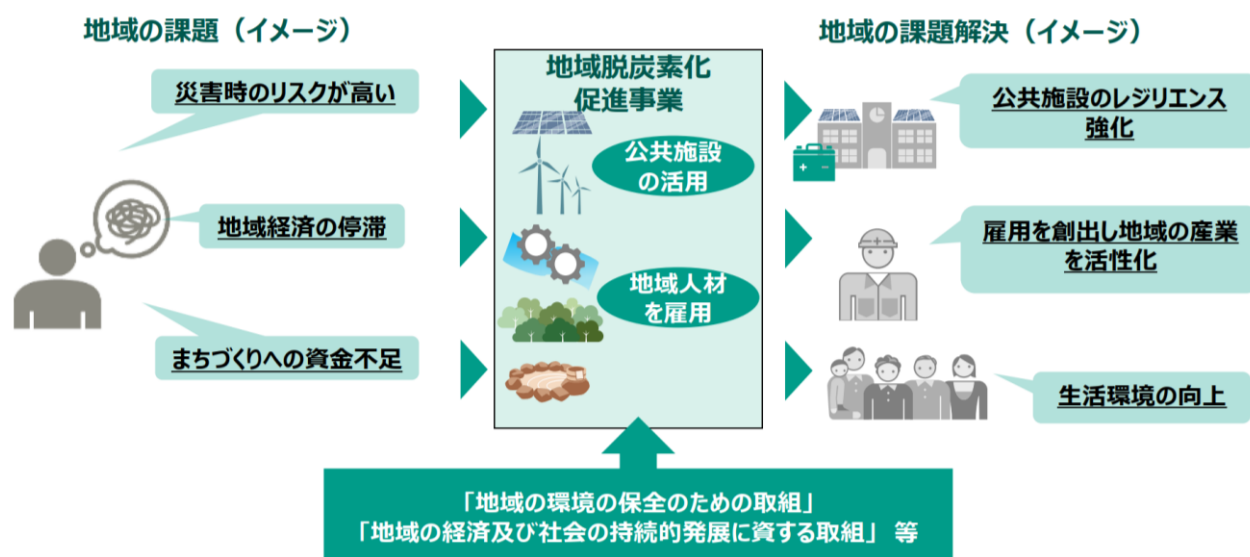 地域の課題（イメージ）
災害時のリスクが高い
地域経済の停滞
まちづくりへの資金不足
地域脱炭素化
促進事業
公共施設
の活用
地域人材
を雇用
地域の課題解決（イメージ）
公共施設のレジリエンス
強化
雇用を創出し地域の産業
を活性化
生活環境の向上
「地域の環境の保全のための取組」
「地域の経済及び社会の持続的発展に資する取組」 等